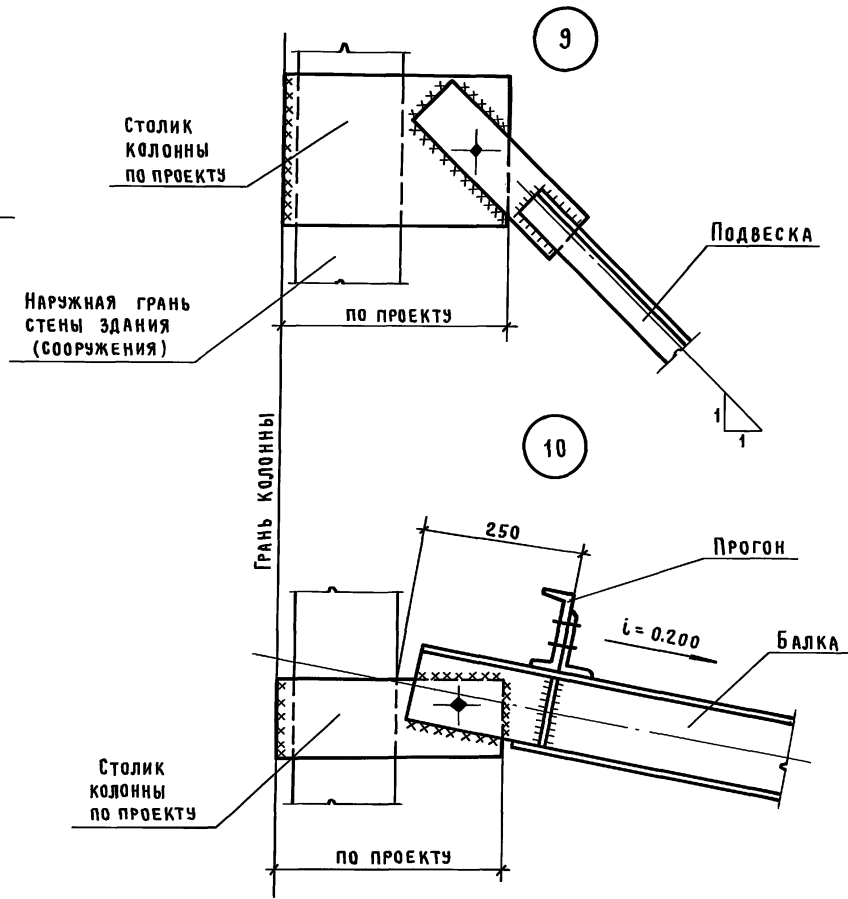 9
Столик
колонны
по проекту
Подвеска
Наружная грань
стены здания
(сооружения)
по проекту
1
1
Грань колонны
10
250
Прогон
i = 0.200
Балка
Столик
колонны
по проекту
по проекту